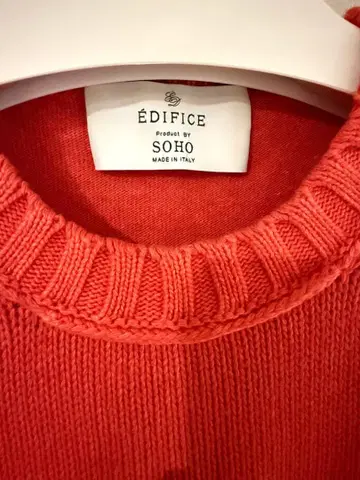 ÉDIFICE
Product BY
SOHO
MADE IN ITALY